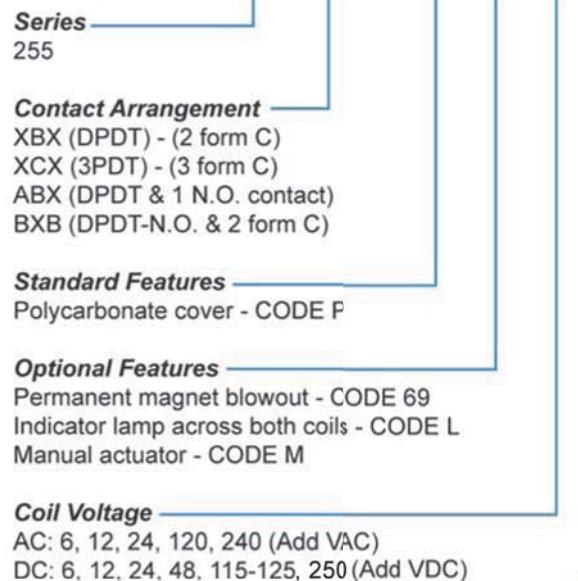 Series
255
Contact Arrangement
XBX (DPDT) - (2 form C)
XCX (3PDT) - (3 form C)
ABX (DPDT & 1 N.O. contact)
BXB (DPDT-N.O. & 2 form C)
Standard Features
Polycarbonate cover - CODE P
Optional Features
Permanent magnet blowout - CODE 69
Indicator lamp across both coils - CODE L
Manual actuator - CODE M
Coil Voltage
AC: 6, 12, 24, 120, 240 (Add VAC)
DC: 6, 12, 24, 48, 115-125, 250 (Add VDC)